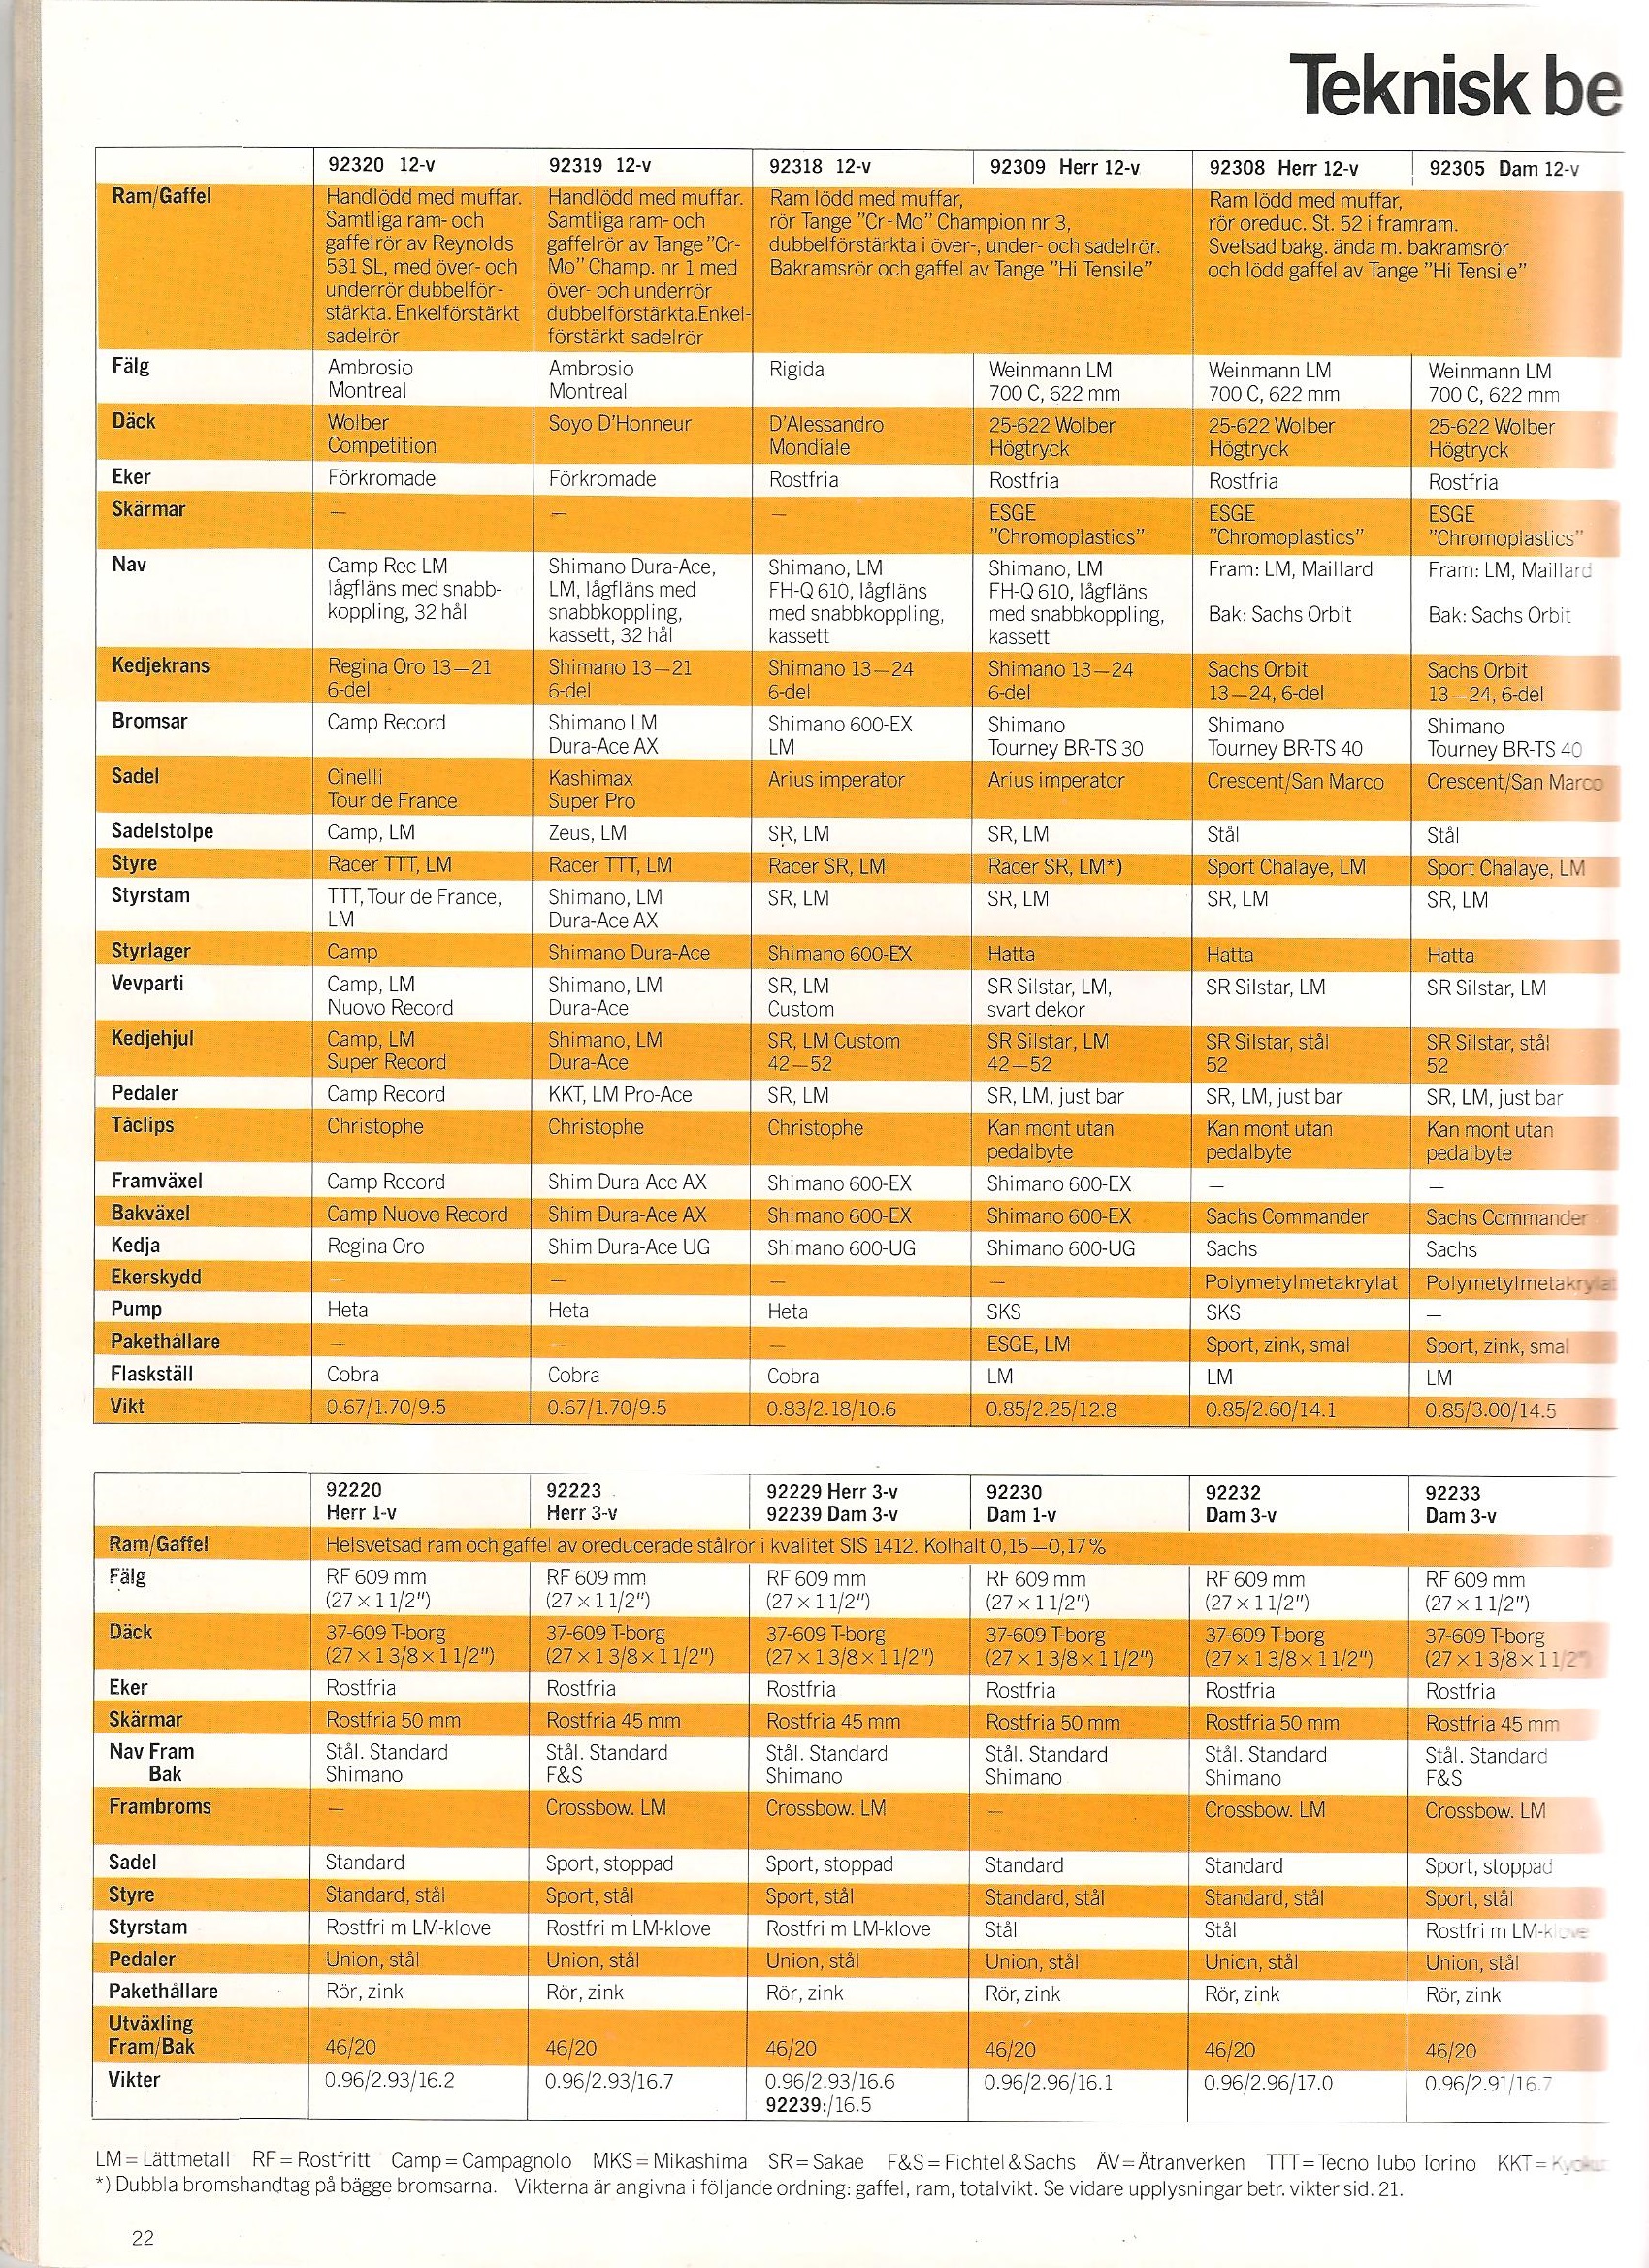 Teknisk be
92320 12-v 92319 12-v 92318 12-v 92309 Herr 12-v 92308 Herr 12-v 92305 Dam 12-v
Ram/Gaffel Handlödd med muffar. Handlödd med muffar. Ram lödd med muffar, Ram lödd med muffar,
Samtliga ram- och Samtliga ram- och rör Tange "Cr-Mo" Champion nr 3, rör oreduc. St. 52 i framram.
gaffelrör av Reynolds gaffelrör av Tange "Cr- dubbelförstärkta i över-, under- och sadelrör. Svetsad bakg. ända m. bakramsrör
531 SL, med över- och Mo" Champ. nr 1 med Bakramsrör och gaffel av Tange "Hi Tensile" och lödd gaffel av Tange "Hi Tensile"
underrör dubbelför- över- och underrör
stärkta. Enkelförstärkt dubbelförstärkta.Enkel-
sadelrör förstärkt sadelrör
Fälg Ambrosio Ambrosio Rigida Weinmann LM Weinmann LM Weinmann LM
Montreal Montreal 700 C, 622 mm 700 C, 622 mm 700 C, 622 mm
Däck Wolber Soyo D'Honneur D'Alessandro 25-622 Wolber 25-622 Wolber 25-622 Wolber
Competition Mondiale Högtryck Högtryck Högtryck
Eker Förkromade Förkromade Rostfria Rostfria Rostfria Rostfria
Skärmar — — — ESGE ESGE ESGE
"Chromoplastics" "Chromoplastics" "Chromoplastics"
Nav Camp Rec LM Shimano Dura-Ace, Shimano, LM Shimano, LM Fram: LM, Maillard Fram: LM, Maillard
lågfläns med snabb- LM, lågfläns med FH-Q 610, lågfläns FH-Q 610, lågfläns
koppling, 32 hål snabbkoppling, med snabbkoppling, med snabbkoppling, Bak: Sachs Orbit Bak: Sachs Orbit
kassett, 32 hål kassett kassett
Kedjekrans Regina Oro 13—21 Shimano 13—21 Shimano 13—24 Shimano 13—24 Sachs Orbit Sachs Orbit
6-del 6-del 6-del 6-del 13—24, 6-del 13—24, 6-del
Bromsar Camp Record Shimano LM Shimano 600-EX Shimano Shimano Shimano
Dura-Ace AX LM Tourney BR-TS 30 Tourney BR-TS 40 Tourney BR-TS 40
Sadel Cinelli Kashimax Arius imperator Arius imperator Crescent/San Marco Crescent/San Marco
Tour de France Super Pro
Sadelstolpe Camp, LM Zeus, LM SR, LM SR, LM Stål Stål
Styre Racer TTT, LM Racer TTT, LM Racer SR, LM Racer SR, LM*) Sport Chalaye, LM Sport Chalaye, LM
Styrstam TTT, Tour de France, Shimano, LM SR, LM SR, LM SR, LM SR, LM
LM Dura-Ace AX
Styrlager Camp Shimano Dura-Ace Shimano 600-EX Hatta Hatta Hatta
Vevparti Camp, LM Shimano, LM SR, LM SR Silstar, LM, SR Silstar, LM SR Silstar, LM
Nuovo Record Dura-Ace Custom svart dekor
Kedjehjul Camp, LM Shimano, LM SR, LM Custom SR Silstar, LM SR Silstar, stål SR Silstar, stål
Super Record Dura-Ace 42—52 42—52 52 52
Pedaler Camp Record KKT, LM Pro-Ace SR, LM SR, LM, just bar SR, LM, just bar SR, LM, just bar
Tåclips Christophe Christophe Christophe Kan mont utan Kan mont utan Kan mont utan
pedalbyte pedalbyte pedalbyte
Framväxel Camp Record Shim Dura-Ace AX Shimano 600-EX Shimano 600-EX — —
Bakväxel Camp Nuovo Record Shim Dura-Ace AX Shimano 600-EX Shimano 600-EX Sachs Commander Sachs Commander
Kedja Regina Oro Shim Dura-Ace UG Shimano 600-UG Shimano 600-UG Sachs Sachs
Ekerskydd — — — — Polymetylmetakrylat Polymetylmetakrylat
Pump Heta Heta Heta SKS SKS —
Pakethållare — — — ESGE, LM Sport, zink, smal Sport, zink, smal
Flaskställ Cobra Cobra Cobra LM LM LM
Vikt 0.67/1.70/9.5 0.67/1.70/9.5 0.83/2.18/10.6 0.85/2.25/12.8 0.85/2.60/14.1 0.85/3.00/14.5
92220 92223 92229 Herr 3-v 92230 92232 92233
Herr 1-v Herr 3-v 92239 Dam 3-v Dam 1-v Dam 3-v Dam 3-v
Ram/Gaffel Helsvetsad ram och gaffel av oreducerade stålrör i kvalitet SIS 1412. Kolhalt 0,15—0,17%
Fälg RF 609 mm RF 609 mm RF 609 mm RF 609 mm RF 609 mm RF 609 mm
(27 x 1 1/2") (27 x 1 1/2") (27 x 1 1/2") (27 x 1 1/2") (27 x 1 1/2") (27 x 1 1/2")
Däck 37-609 T-borg 37-609 T-borg 37-609 T-borg 37-609 T-borg 37-609 T-borg 37-609 T-borg
(27 x 1 3/8 x 1 1/2") (27 x 1 3/8 x 1 1/2") (27 x 1 3/8 x 1 1/2") (27 x 1 3/8 x 1 1/2") (27 x 1 3/8 x 1 1/2") (27 x 1 3/8 x 1 1/2")
Eker Rostfria Rostfria Rostfria Rostfria Rostfria Rostfria
Skärmar Rostfria 50 mm Rostfria 45 mm Rostfria 45 mm Rostfria 50 mm Rostfria 50 mm Rostfria 45 mm
Nav Fram Stål. Standard Stål. Standard Stål. Standard Stål. Standard Stål. Standard Stål. Standard
Bak Shimano F&S Shimano Shimano Shimano F&S
Frambroms — Crossbow. LM Crossbow. LM — Crossbow. LM Crossbow. LM
Sadel Standard Sport, stoppad Sport, stoppad Standard Standard Sport, stoppad
Styre Standard, stål Sport, stål Sport, stål Standard, stål Standard, stål Sport, stål
Styrstam Rostfri m LM-klove Rostfri m LM-klove Rostfri m LM-klove Stål Stål Rostfri m LM-klove
Pedaler Union, stål Union, stål Union, stål Union, stål Union, stål Union, stål
Pakethållare Rör, zink Rör, zink Rör, zink Rör, zink Rör, zink Rör, zink
Utväxling
Fram/Bak 46/20 46/20 46/20 46/20 46/20 46/20
Vikter 0.96/2.93/16.2 0.96/2.93/16.7 0.96/2.93/16.6 0.96/2.96/16.1 0.96/2.96/17.0 0.96/2.91/16.7
92239:/16.5
LM = Lättmetall RF = Rostfritt Camp = Campagnolo MKS = Mikashima SR = Sakae F&S = Fichtel & Sachs ÄV = Ätranverken TTT = Tecno Tubo Torino KKT =
*) Dubbla bromshandtag på bägge bromsarna. Vikterna är angivna i följande ordning: gaffel, ram, totalvikt. Se vidare upplysningar betr. vikter sid. 21.
22